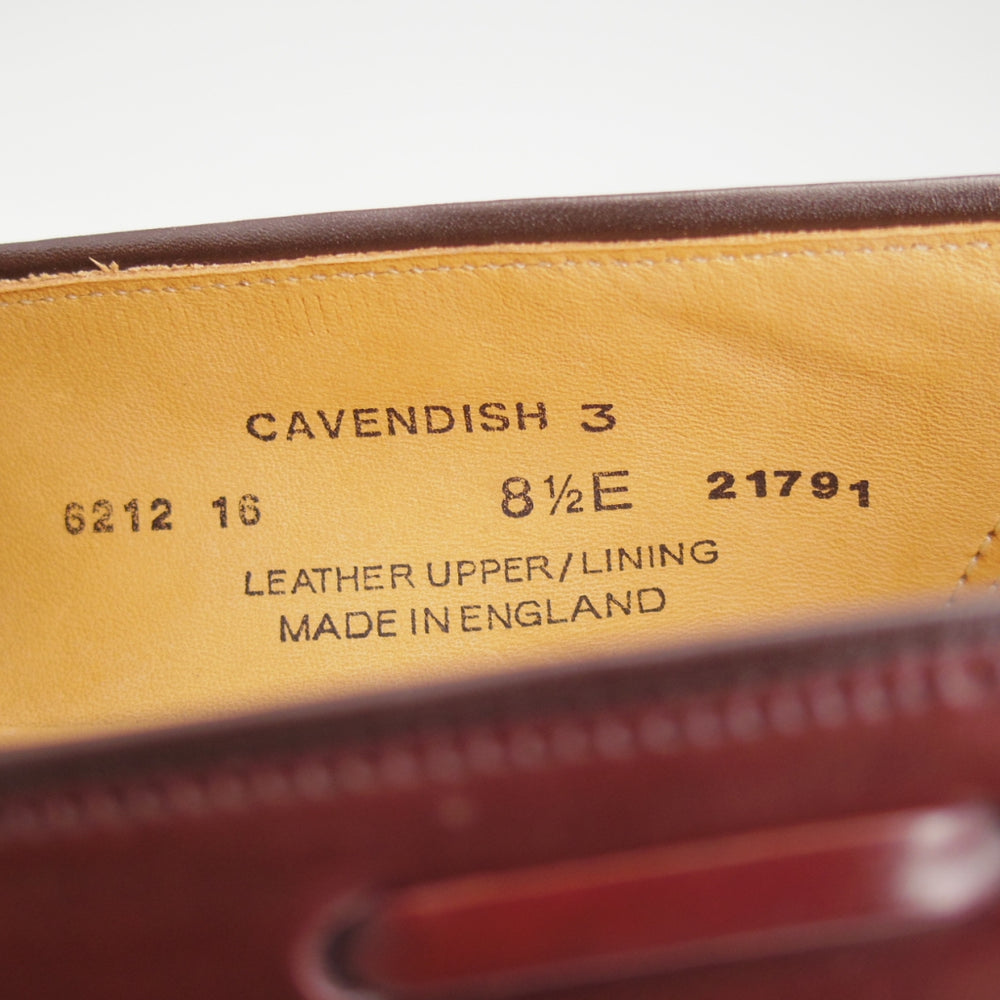 CAVENDISH 3
6212 16 8½E 21791
LEATHER UPPER/LINING
MADE IN ENGLAND